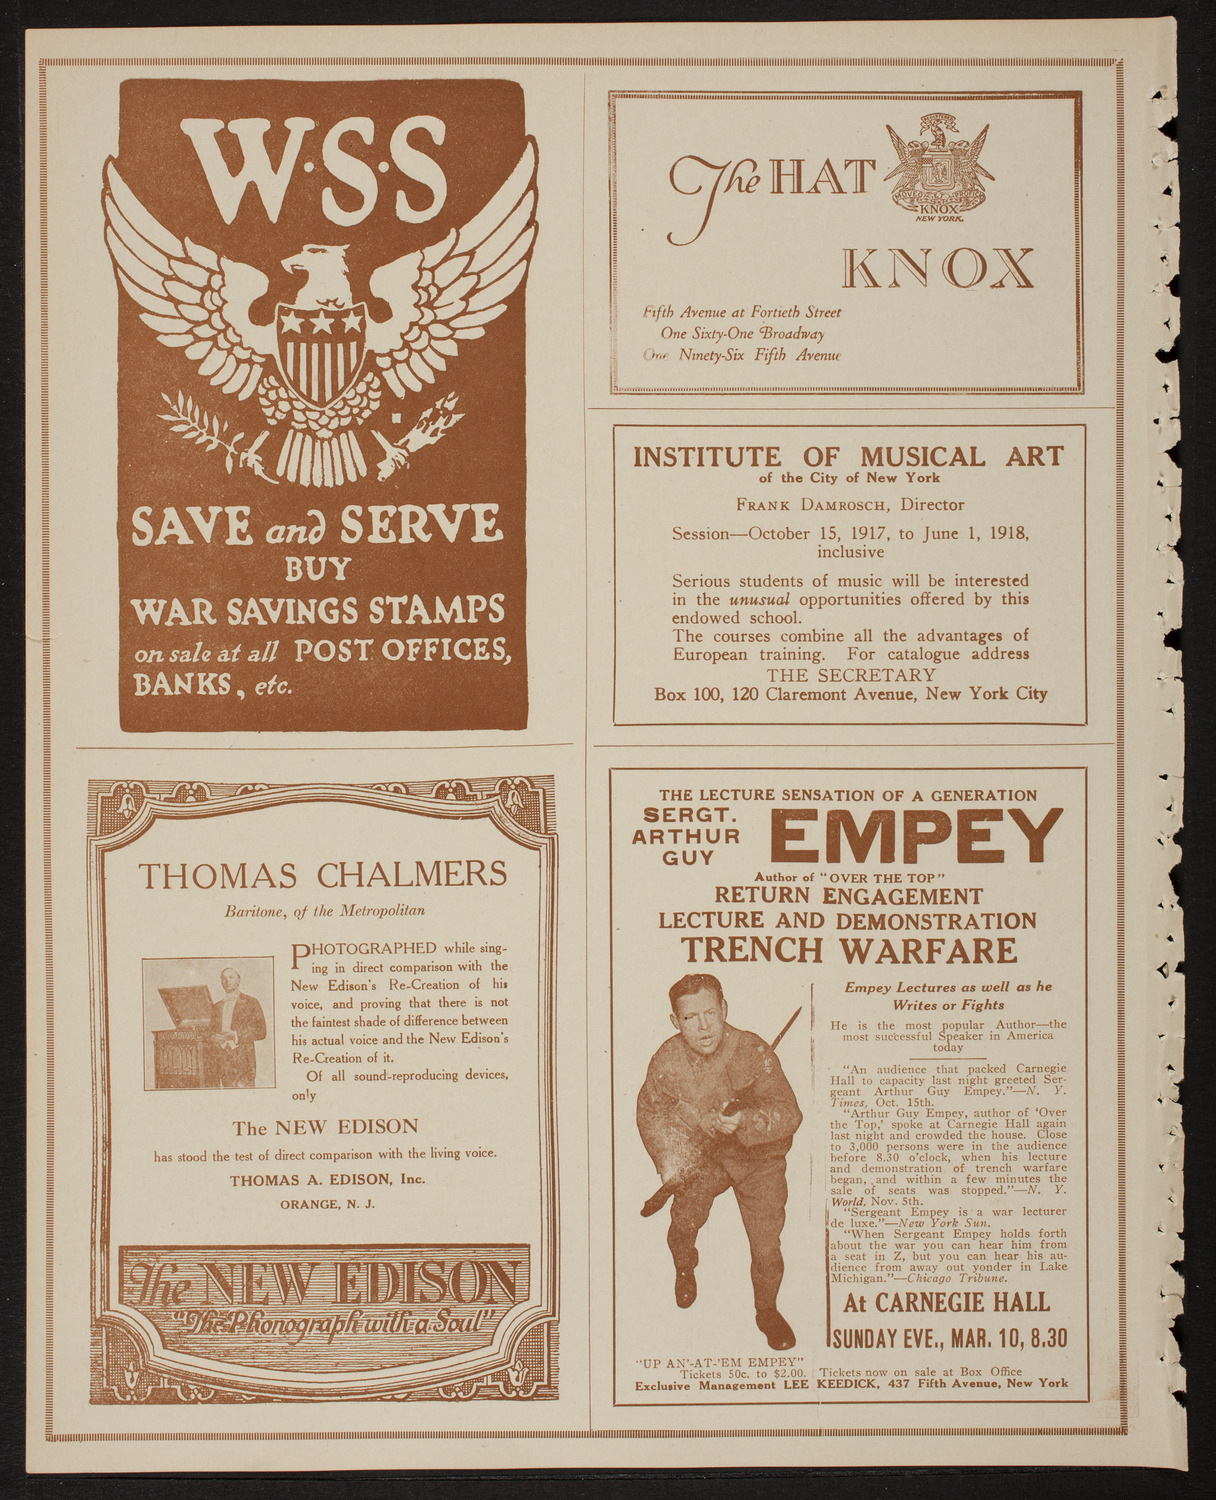 W·S·S
SAVE and SERVE
BUY
WAR SAVINGS STAMPS
on sale at all POST OFFICES,
BANKS, etc.
The HAT
KNOX
NEW YORK.
KNOX
Fifth Avenue at Fortieth Street
One Sixty-One Broadway
One Ninety-Six Fifth Avenue
INSTITUTE OF MUSICAL ART
of the City of New York
FRANK DAMROSCH, Director
Session—October 15, 1917, to June 1, 1918,
inclusive
Serious students of music will be interested
in the unusual opportunities offered by this
endowed school.
The courses combine all the advantages of
European training. For catalogue address
THE SECRETARY
Box 100, 120 Claremont Avenue, New York City
THOMAS CHALMERS
Baritone, of the Metropolitan
PHOTOGRAPHED while sing-
ing in direct comparison with the
New Edison's Re-Creation of his
voice, and proving that there is not
the faintest shade of difference between
his actual voice and the New Edison's
Re-Creation of it.
Of all sound-reproducing devices,
only
The NEW EDISON
has stood the test of direct comparison with the living voice.
THOMAS A. EDISON, Inc.
ORANGE, N. J.
The NEW EDISON
"The Phonograph with a Soul"
THE LECTURE SENSATION OF A GENERATION
SERGT.
ARTHUR
GUY
EMPEY
Author of "OVER THE TOP"
RETURN ENGAGEMENT
LECTURE AND DEMONSTRATION
TRENCH WARFARE
Empey Lectures as well as he
Writes or Fights
He is the most popular Author—the
most successful Speaker in America
today
"An audience that packed Carnegie
Hall to capacity last night greeted Ser-
geant Arthur Guy Empey."—N. Y.
Times, Oct. 15th.
"Arthur Guy Empey, author of 'Over
the Top,' spoke at Carnegie Hall again
last night and crowded the house. Close
to 3,000 persons were in the audience
before 8.30 o'clock, when his lecture
and demonstration of trench warfare
began, and within a few minutes the
sale of seats was stopped."—N. Y.
World, Nov. 5th.
"Sergeant Empey is a war lecturer
de luxe."—New York Sun.
"When Sergeant Empey holds forth
about the war you can hear him from
a seat in Z, but you can hear his au-
dience from away out yonder in Lake
Michigan."—Chicago Tribune.
At CARNEGIE HALL
SUNDAY EVE., MAR. 10, 8.30
"UP AN'-AT-'EM EMPEY"
Tickets 50c. to $2.00. Tickets now on sale at Box Office
Exclusive Management LEE KEEDICK, 437 Fifth Avenue, New York